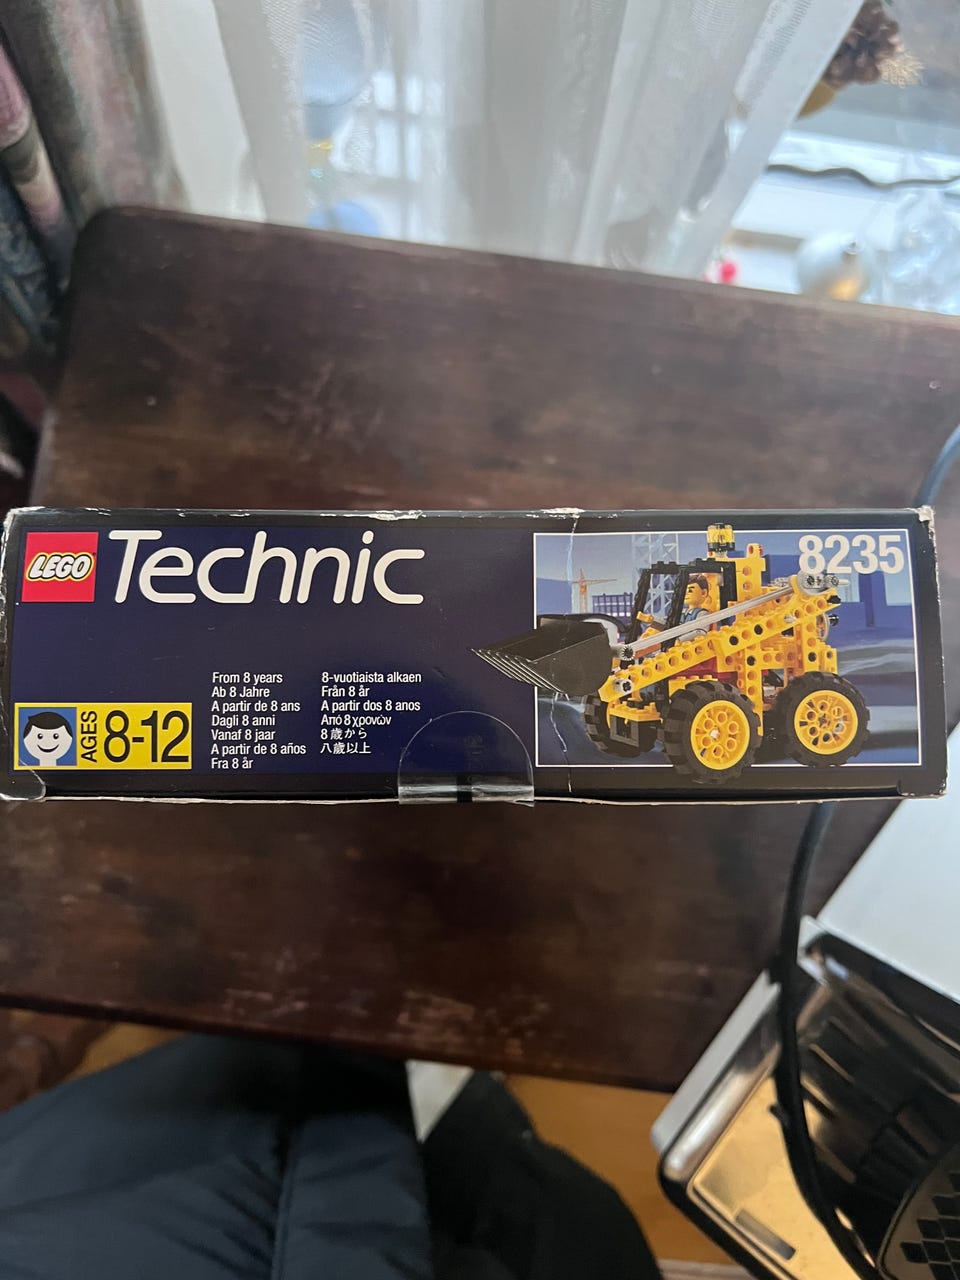 LEGO
Technic
8235
From 8 years
Ab 8 Jahre
A partir de 8 ans
Dagli 8 anni
Vanaf 8 jaar
A partir de 8 años
Fra 8 år
8-vuotiaista alkaen
Från 8 år
A partir dos 8 anos
Από 8 χρονών
8歳から
八歲以上
AGES
8-12